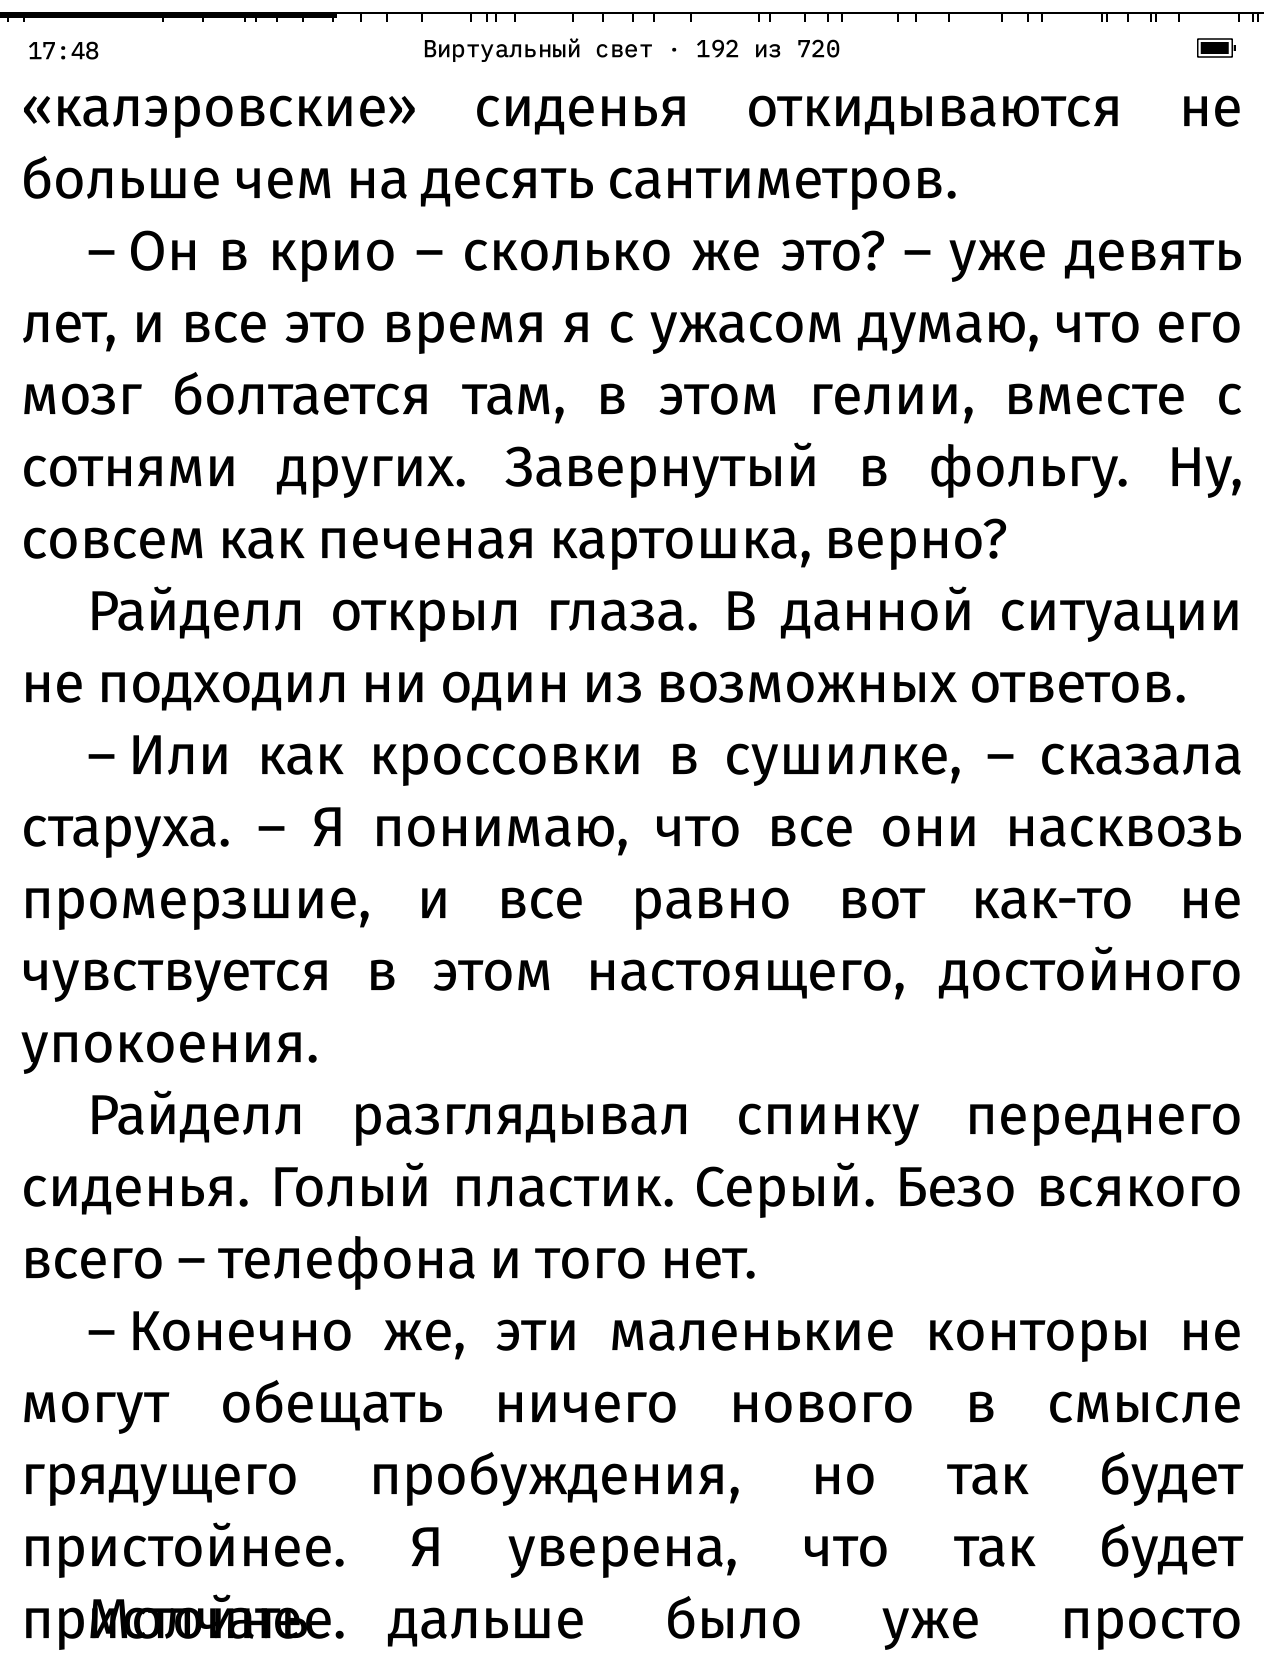 17:48 Виртуальный свет · 192 из 720
«калэровские» сиденья откидываются не
больше чем на десять сантиметров.
– Он в крио – сколько же это? – уже девять
лет, и все это время я с ужасом думаю, что его
мозг болтается там, в этом гелии, вместе с
сотнями других. Завернутый в фольгу. Ну,
совсем как печеная картошка, верно?
Райделл открыл глаза. В данной ситуации
не подходил ни один из возможных ответов.
– Или как кроссовки в сушилке, – сказала
старуха. – Я понимаю, что все они насквозь
промерзшие, и все равно вот как-то не
чувствуется в этом настоящего, достойного
упокоения.
Райделл разглядывал спинку переднего
сиденья. Голый пластик. Серый. Безо всякого
всего – телефона и того нет.
– Конечно же, эти маленькие конторы не
могут обещать ничего нового в смысле
грядущего пробуждения, но так будет
пристойнее. Я уверена, что так будет
пристойнее.
Молчать дальше было уже просто